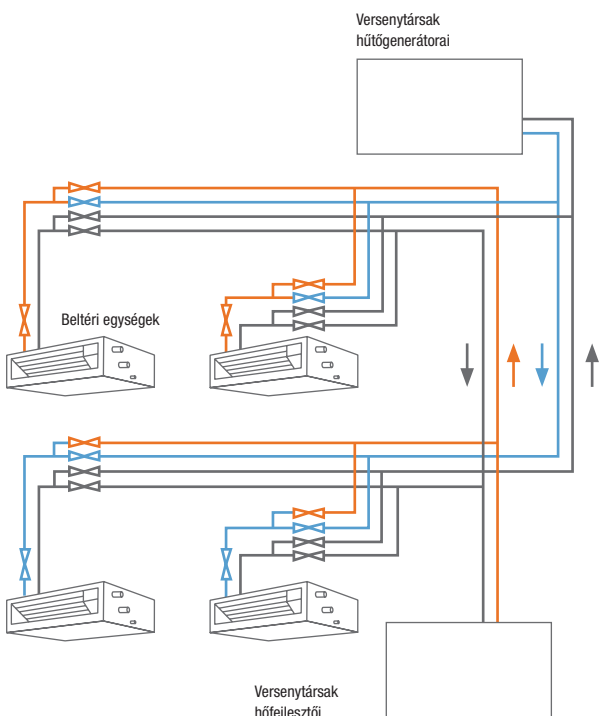 Versenytársak
hűtőgenerátorai
Beltéri egységek
Versenytársak
hőfejlesztői